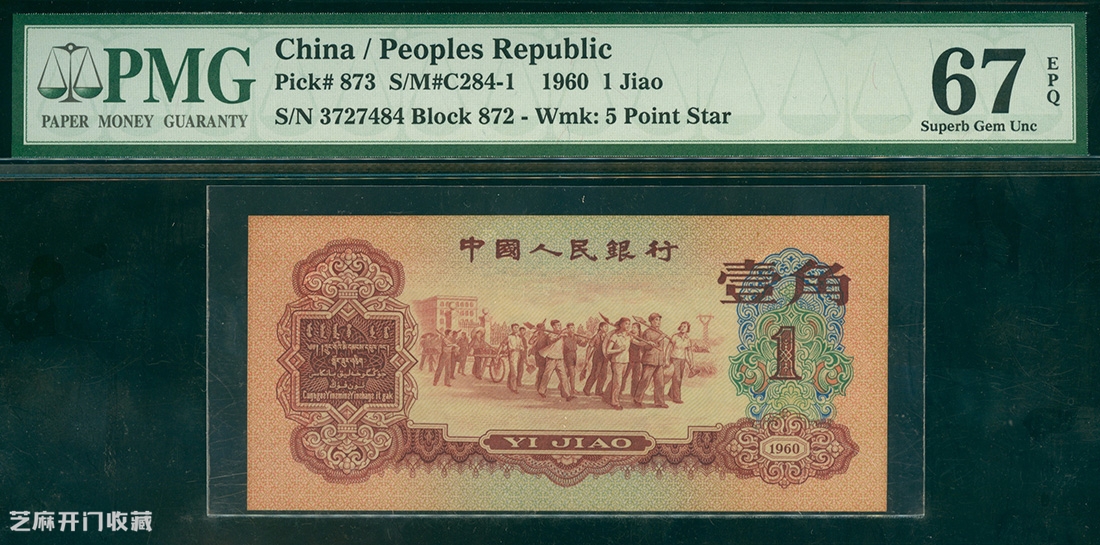 PMG
PAPER MONEY GUARANTY
China / Peoples Republic
Pick# 873 S/M#C284-1 1960 1 Jiao
S/N 3727484 Block 872 - Wmk: 5 Point Star
67
EPQ
Superb Gem Unc
中國人民銀行
壹角
1
YI JIAO
1960
芝麻开门收藏